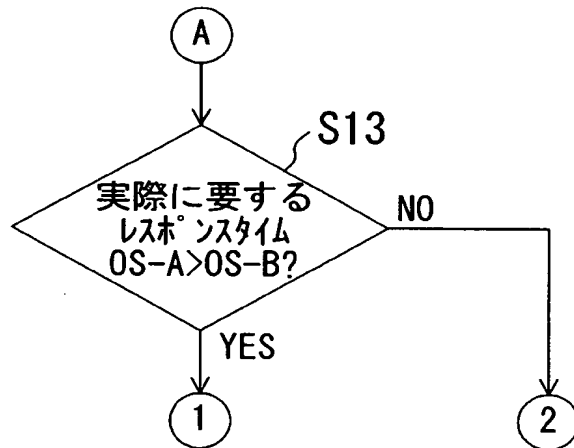 A
S13
実際に要する
レスポンスタイム
OS-A>OS-B?
NO
YES
1
2